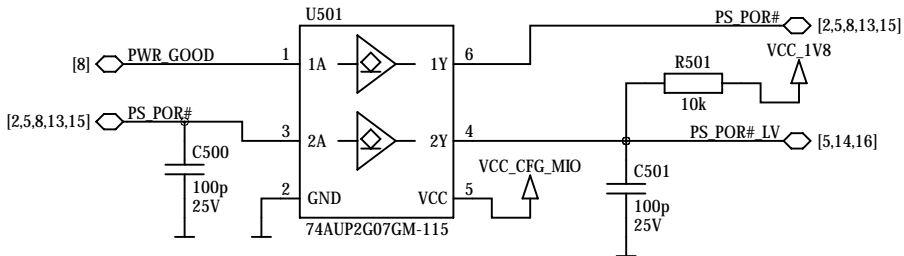 U501
PS_POR# [2,5,8,13,15]
[8] PWR_GOOD 1 1A 1Y 6
VCC_1V8
R501
10k
[2,5,8,13,15] PS_POR# 3 2A 2Y 4 PS_POR#_LV [5,14,16]
C500
100p
25V
2 GND VCC 5 VCC_CFG_MIO
C501
100p
25V
74AUP2G07GM-115